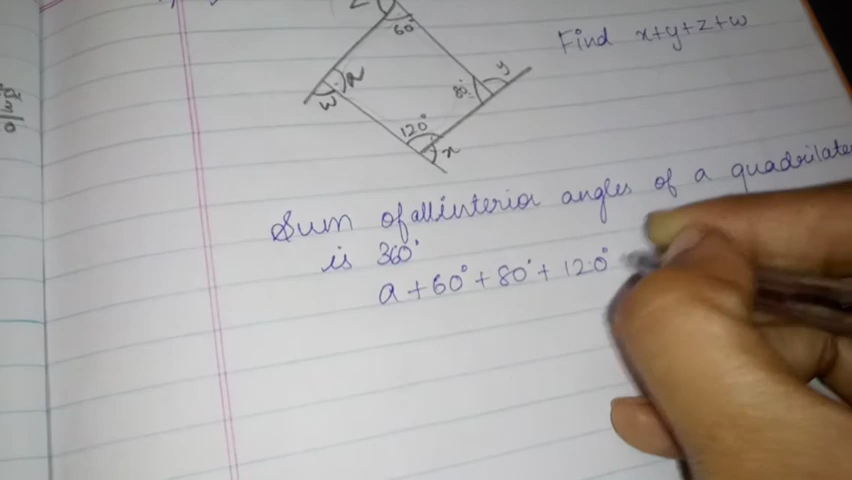 z
60°
Find x+y+z+w
a
w
80°
y
120°
x
Sum of all interior angles of a quadrilate
is 360°
a + 60° + 80° + 120°